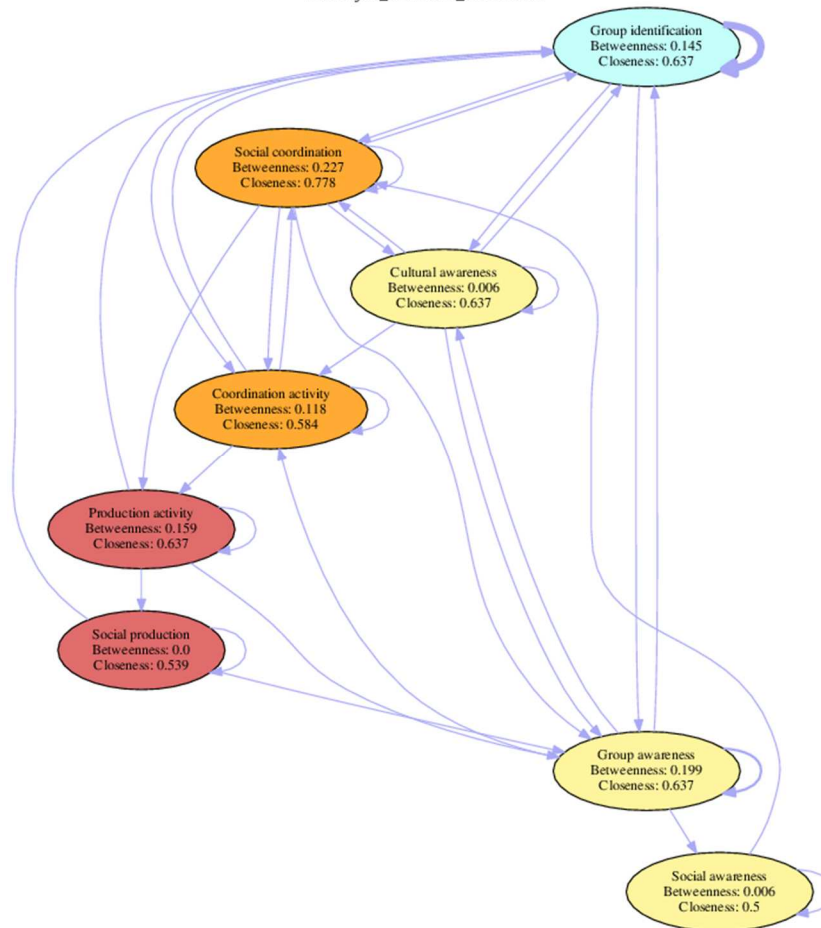 Group identification
Betweenness: 0.145
Closeness: 0.637
Social coordination
Betweenness: 0.227
Closeness: 0.778
Cultural awareness
Betweenness: 0.006
Closeness: 0.637
Coordination activity
Betweenness: 0.118
Closeness: 0.584
Production activity
Betweenness: 0.159
Closeness: 0.637
Social production
Betweenness: 0.0
Closeness: 0.539
Group awareness
Betweenness: 0.199
Closeness: 0.637
Social awareness
Betweenness: 0.006
Closeness: 0.5